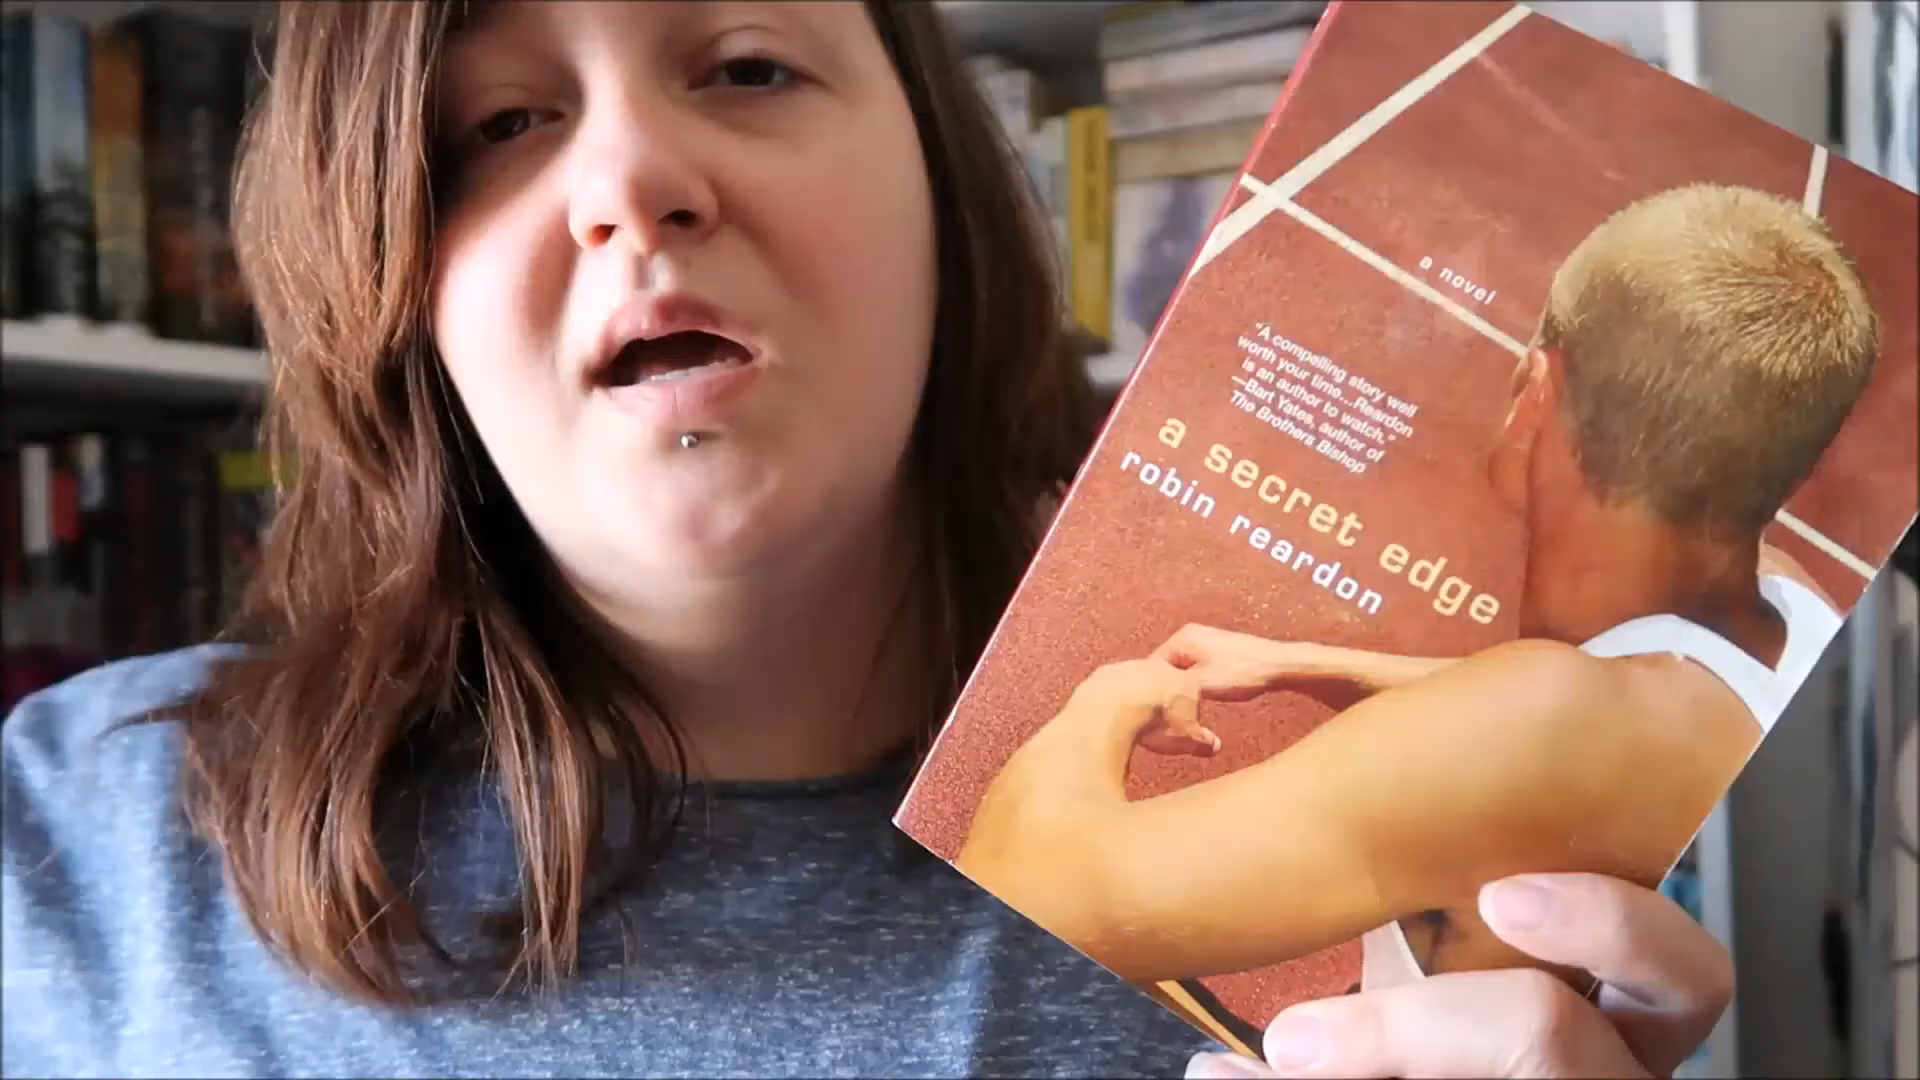 a novel
"A compelling story well
worth your time...Reardon
is an author to watch."
—Bart Yates, author of
The Brothers Bishop
a secret edge
robin reardon